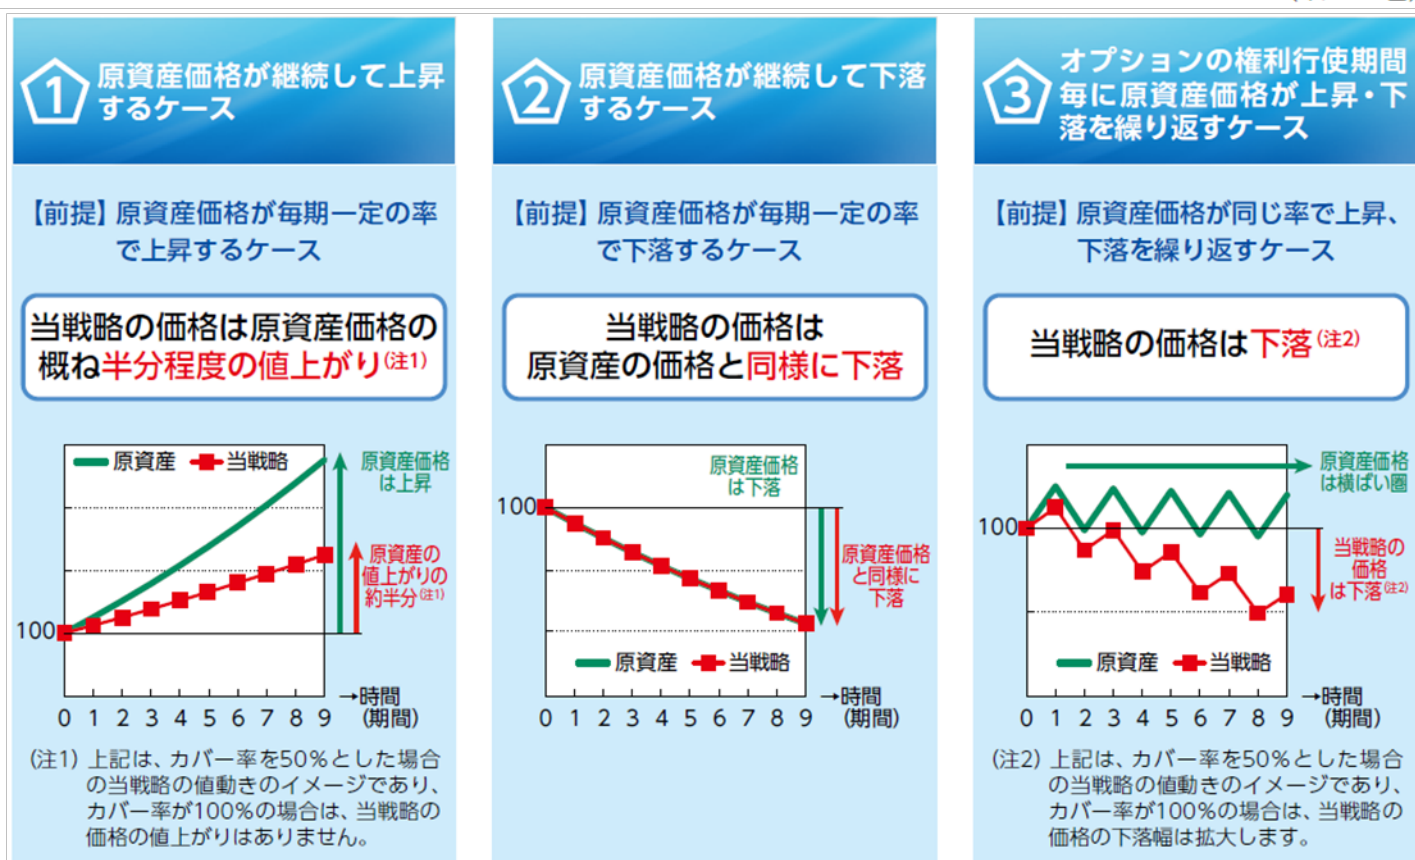 1
原資産価格が継続して上昇
するケース
【前提】原資産価格が毎期一定の率
で上昇するケース
当戦略の価格は原資産価格の
概ね半分程度の値上がり(注1)
原資産 当戦略
原資産価格
は上昇
原資産の
値上がりの
約半分(注1)
100
0 1 2 3 4 5 6 7 8 9
→時間
(期間)
(注1) 上記は、カバー率を50%とした場合
の当戦略の値動きのイメージであり、
カバー率が100%の場合は、当戦略の
価格の値上がりはありません。
2
原資産価格が継続して下落
するケース
【前提】原資産価格が毎期一定の率
で下落するケース
当戦略の価格は
原資産の価格と同様に下落
原資産価格
は下落
100
原資産価格
と同様に
下落
原資産 当戦略
0 1 2 3 4 5 6 7 8 9
→時間
(期間)
3
オプションの権利行使期間
毎に原資産価格が上昇・下
落を繰り返すケース
【前提】原資産価格が同じ率で上昇、
下落を繰り返すケース
当戦略の価格は下落(注2)
原資産価格
は横ばい圏
100
当戦略の
価格
は下落(注2)
原資産 当戦略
0 1 2 3 4 5 6 7 8 9
→時間
(期間)
(注2) 上記は、カバー率を50%とした場合
の当戦略の値動きのイメージであり、
カバー率が100%の場合は、当戦略の
価格の下落幅は拡大します。